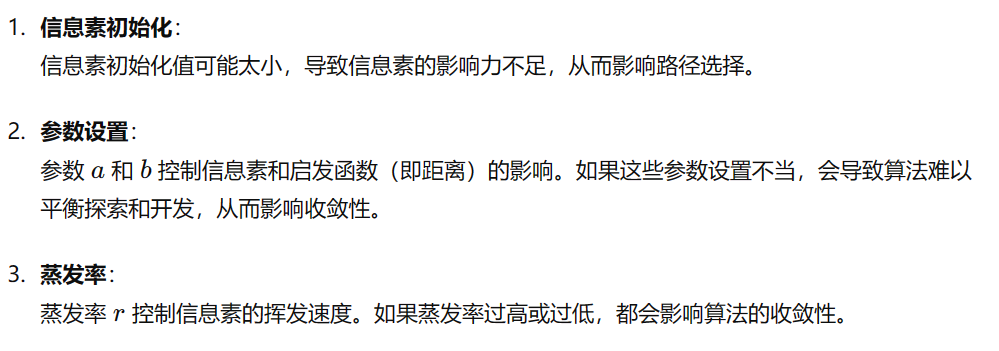 1. 信息素初始化：
信息素初始化值可能太小，导致信息素的影响力不足，从而影响路径选择。
2. 参数设置：
参数 a 和 b 控制信息素和启发函数（即距离）的影响。如果这些参数设置不当，会导致算法难以
平衡探索和开发，从而影响收敛性。
3. 蒸发率：
蒸发率 r 控制信息素的挥发速度。如果蒸发率过高或过低，都会影响算法的收敛性。